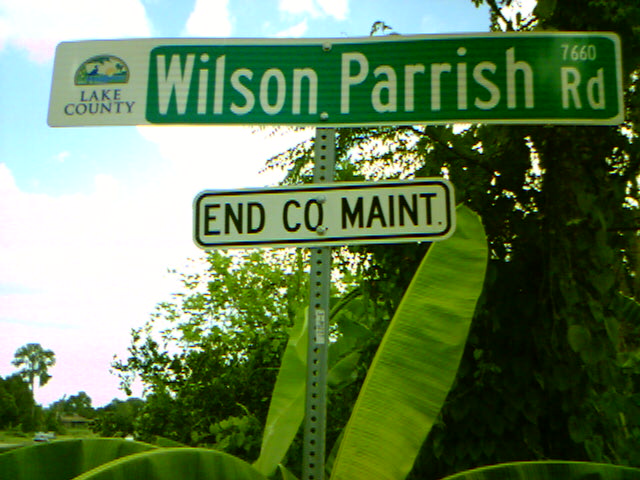 LAKE
COUNTY
Wilson Parrish Rd
7660
END CO MAINT.